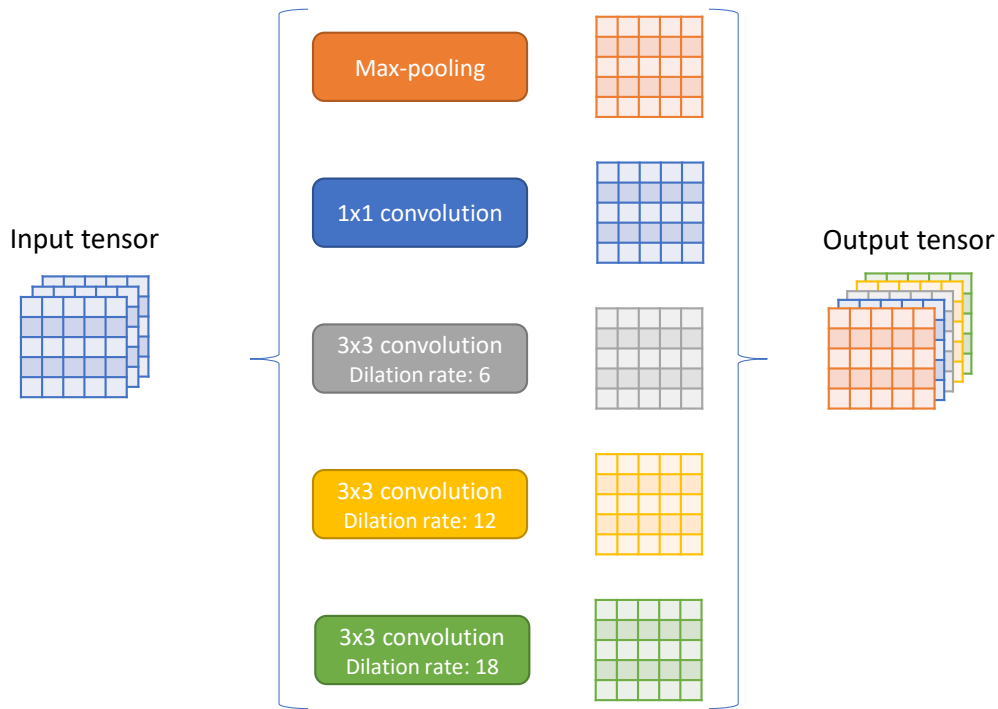 Max-pooling
1x1 convolution
Input tensor
Output tensor
3x3 convolution
Dilation rate: 6
3x3 convolution
Dilation rate: 12
3x3 convolution
Dilation rate: 18